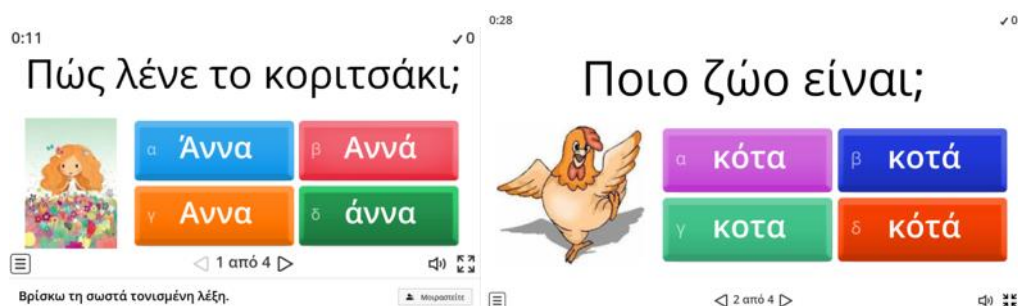 0:11
✓ 0
Πώς λένε το κοριτσάκι;
α Άννα
β Αννά
γ Αννα
δ άννα
1 από 4
Βρίσκω τη σωστά τονισμένη λέξη.
Μοιραστείτε
0:28
✓ 0
Ποιο ζώο είναι;
α κότα
β κοτά
γ κοτα
δ κότά
2 από 4